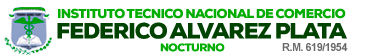 INSTITUTO TECNICO NACIONAL DE COMERCIO
FEDERICO ALVAREZ PLATA
NOCTURNO R.M. 619/1954